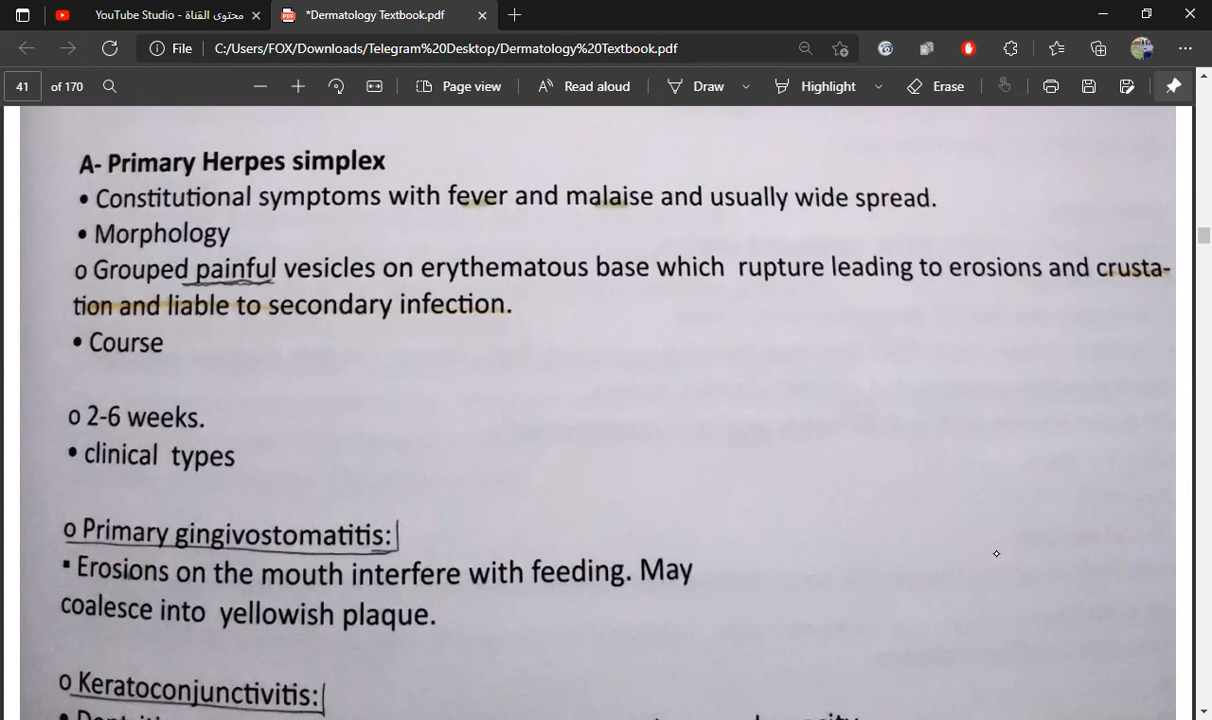 YouTube Studio - محتوى القناة
*Dermatology Textbook.pdf
File C:/Users/FOX/Downloads/Telegram%20Desktop/Dermatology%20Textbook.pdf
41 of 170 Page view Read aloud Draw Highlight Erase
A- Primary Herpes simplex
• Constitutional symptoms with fever and malaise and usually wide spread.
• Morphology
o Grouped painful vesicles on erythematous base which rupture leading to erosions and crusta-
tion and liable to secondary infection.
• Course
o 2-6 weeks.
• clinical types
o Primary gingivostomatitis:
▪ Erosions on the mouth interfere with feeding. May
coalesce into yellowish plaque.
o Keratoconjunctivitis: